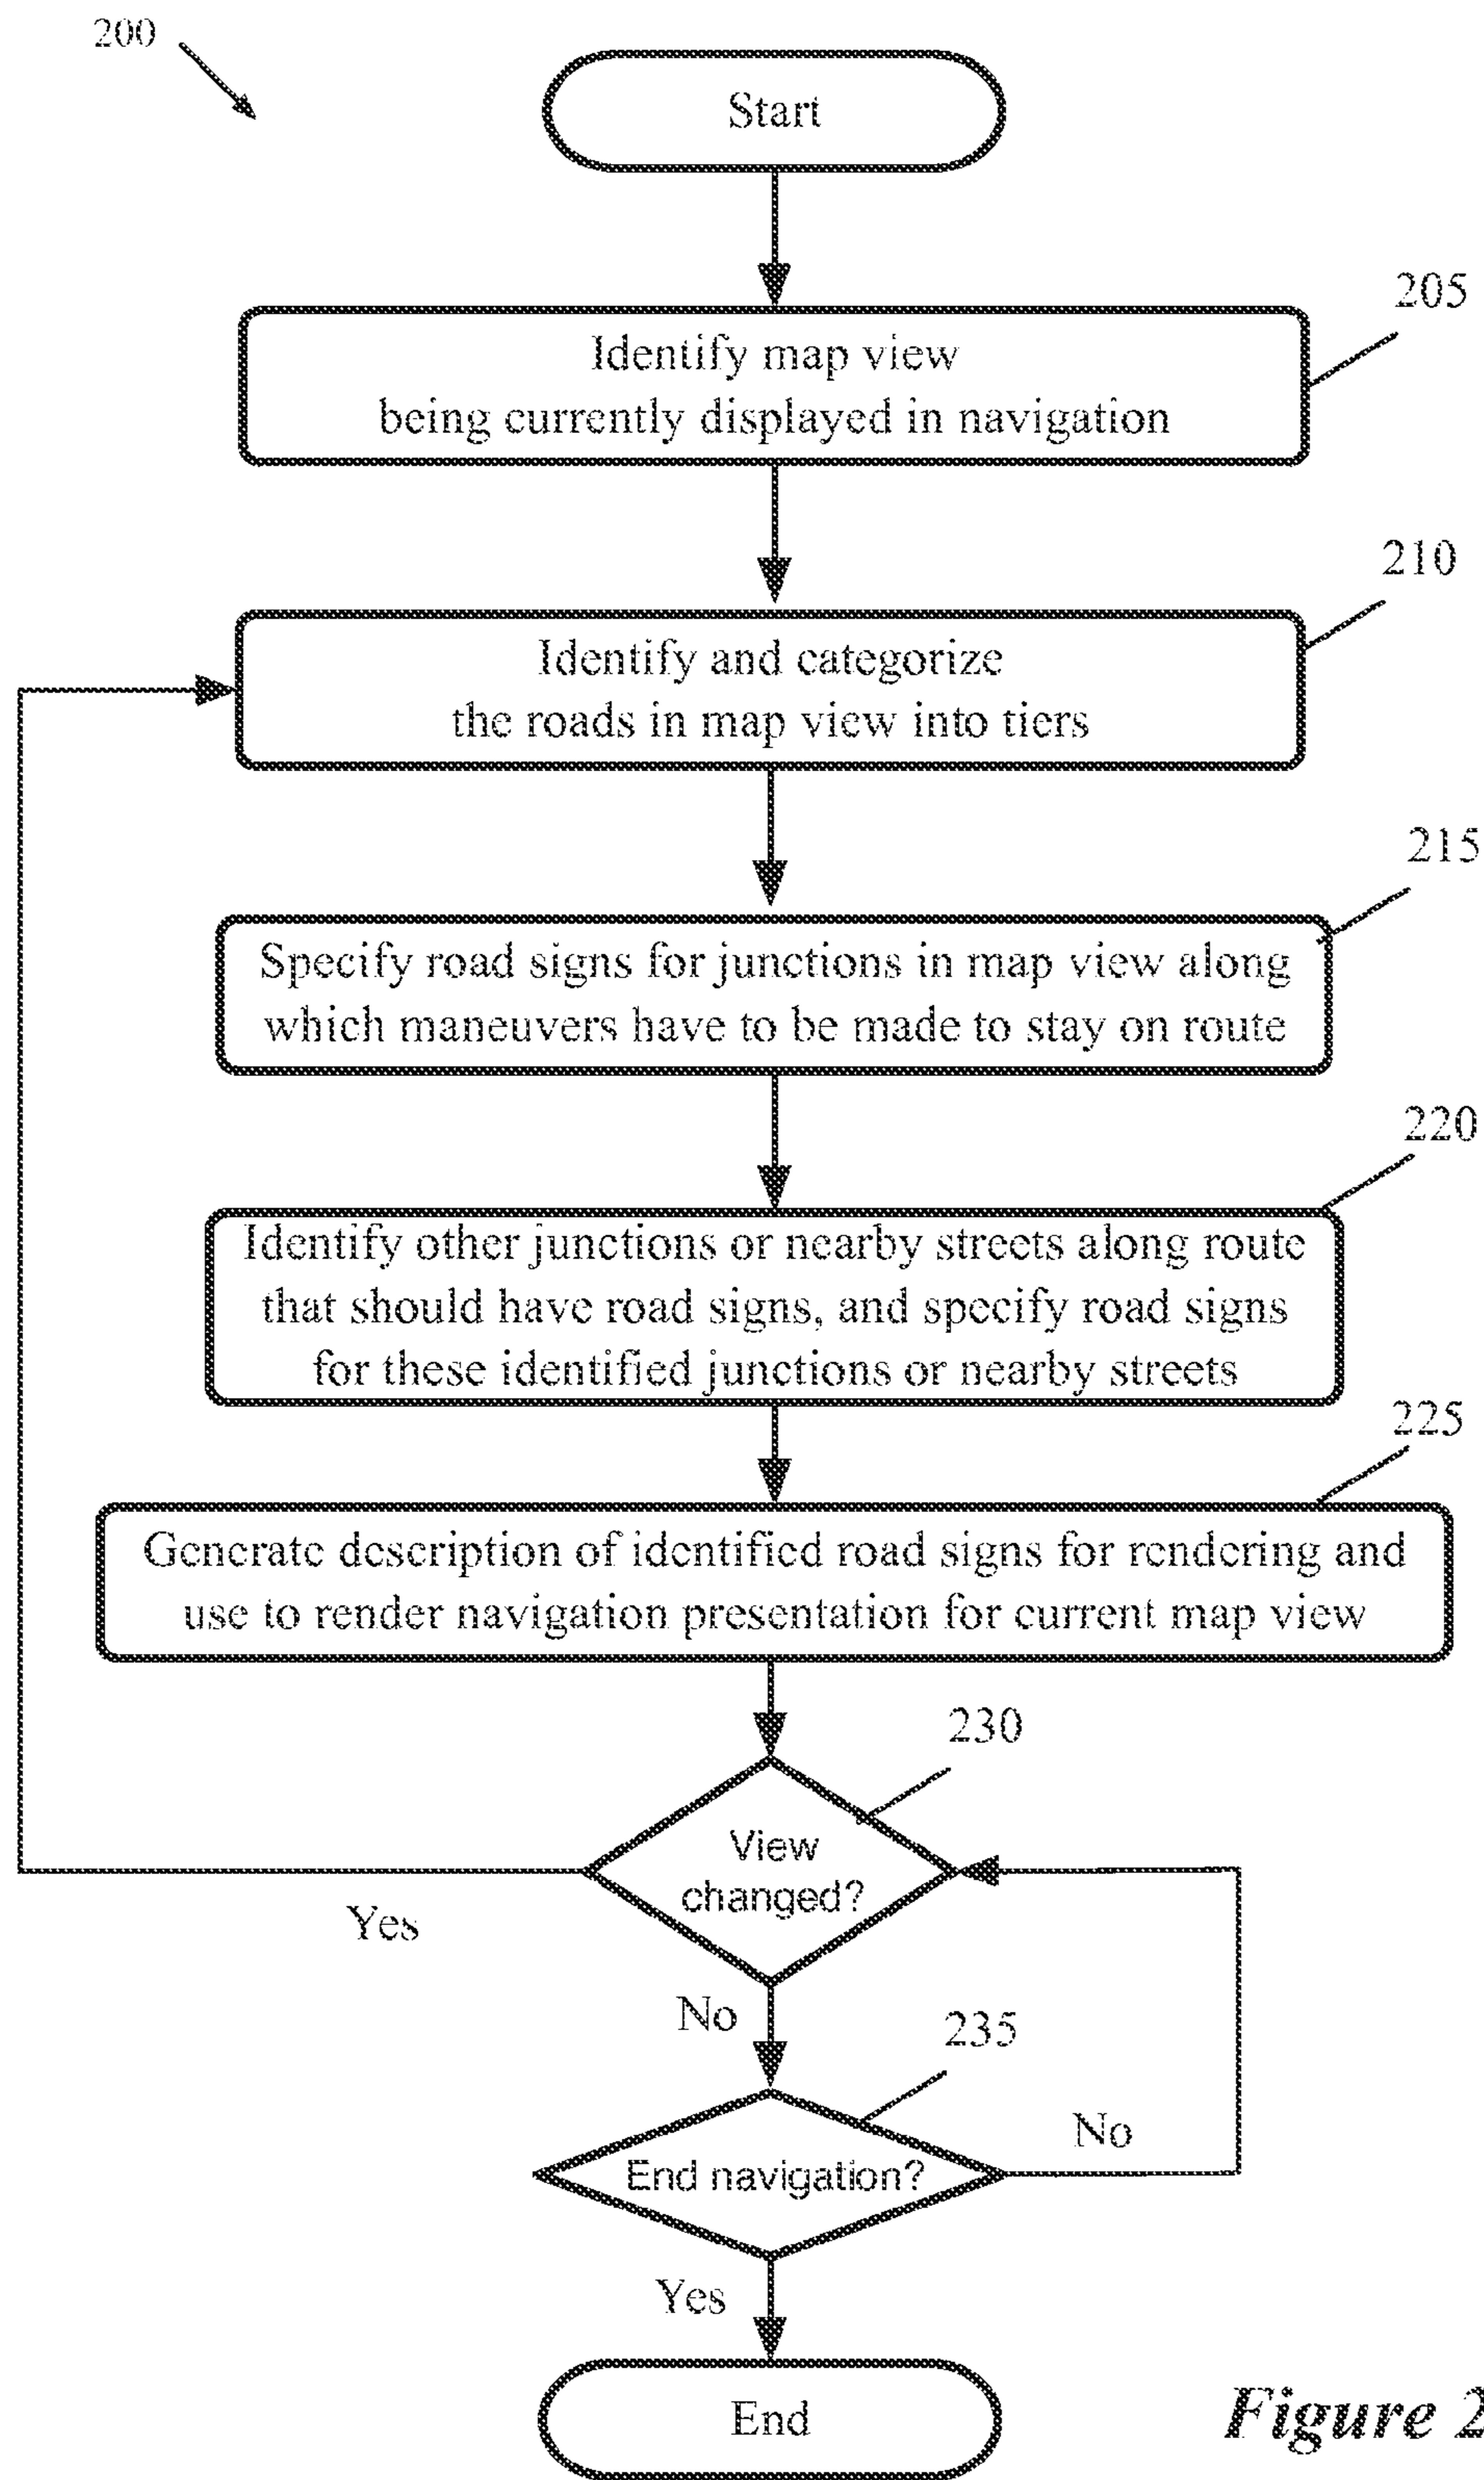 200
Start
205
Identify map view
being currently displayed in navigation
210
Identify and categorize
the roads in map view into tiers
215
Specify road signs for junctions in map view along
which maneuvers have to be made to stay on route
220
Identify other junctions or nearby streets along route
that should have road signs, and specify road signs
for these identified junctions or nearby streets
225
Generate description of identified road signs for rendering and
use to render navigation presentation for current map view
230
View
changed?
Yes
No
235
End navigation?
No
Yes
End
Figure 2